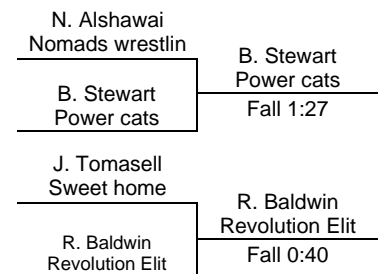 N. Alshawai
Nomads wrestlin
B. Stewart
Power cats
B. Stewart
Power cats
Fall 1:27
J. Tomasell
Sweet home
R. Baldwin
Revolution Elit
R. Baldwin
Revolution Elit
Fall 0:40